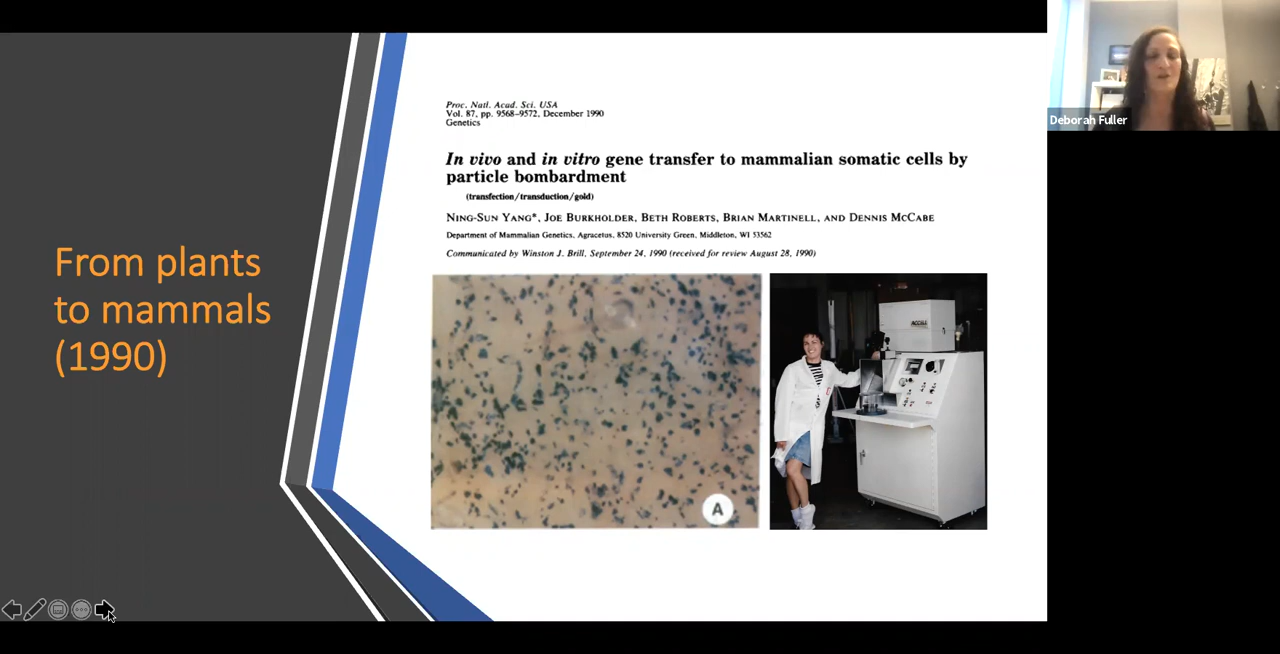 Deborah Fuller
Proc. Natl. Acad. Sci. USA
Vol. 87, pp. 9568–9572, December 1990
Genetics
In vivo and in vitro gene transfer to mammalian somatic cells by
particle bombardment
(transfection/transduction/gold)
Ning-Sun Yang*, Joe Burkholder, Beth Roberts, Brian Martinell, and Dennis McCabe
Department of Mammalian Genetics, Agracetus, 8520 University Green, Middleton, WI 53562
Communicated by Winston J. Brill, September 24, 1990 (received for review August 28, 1990)
From plants
to mammals
(1990)
A
ACCELL